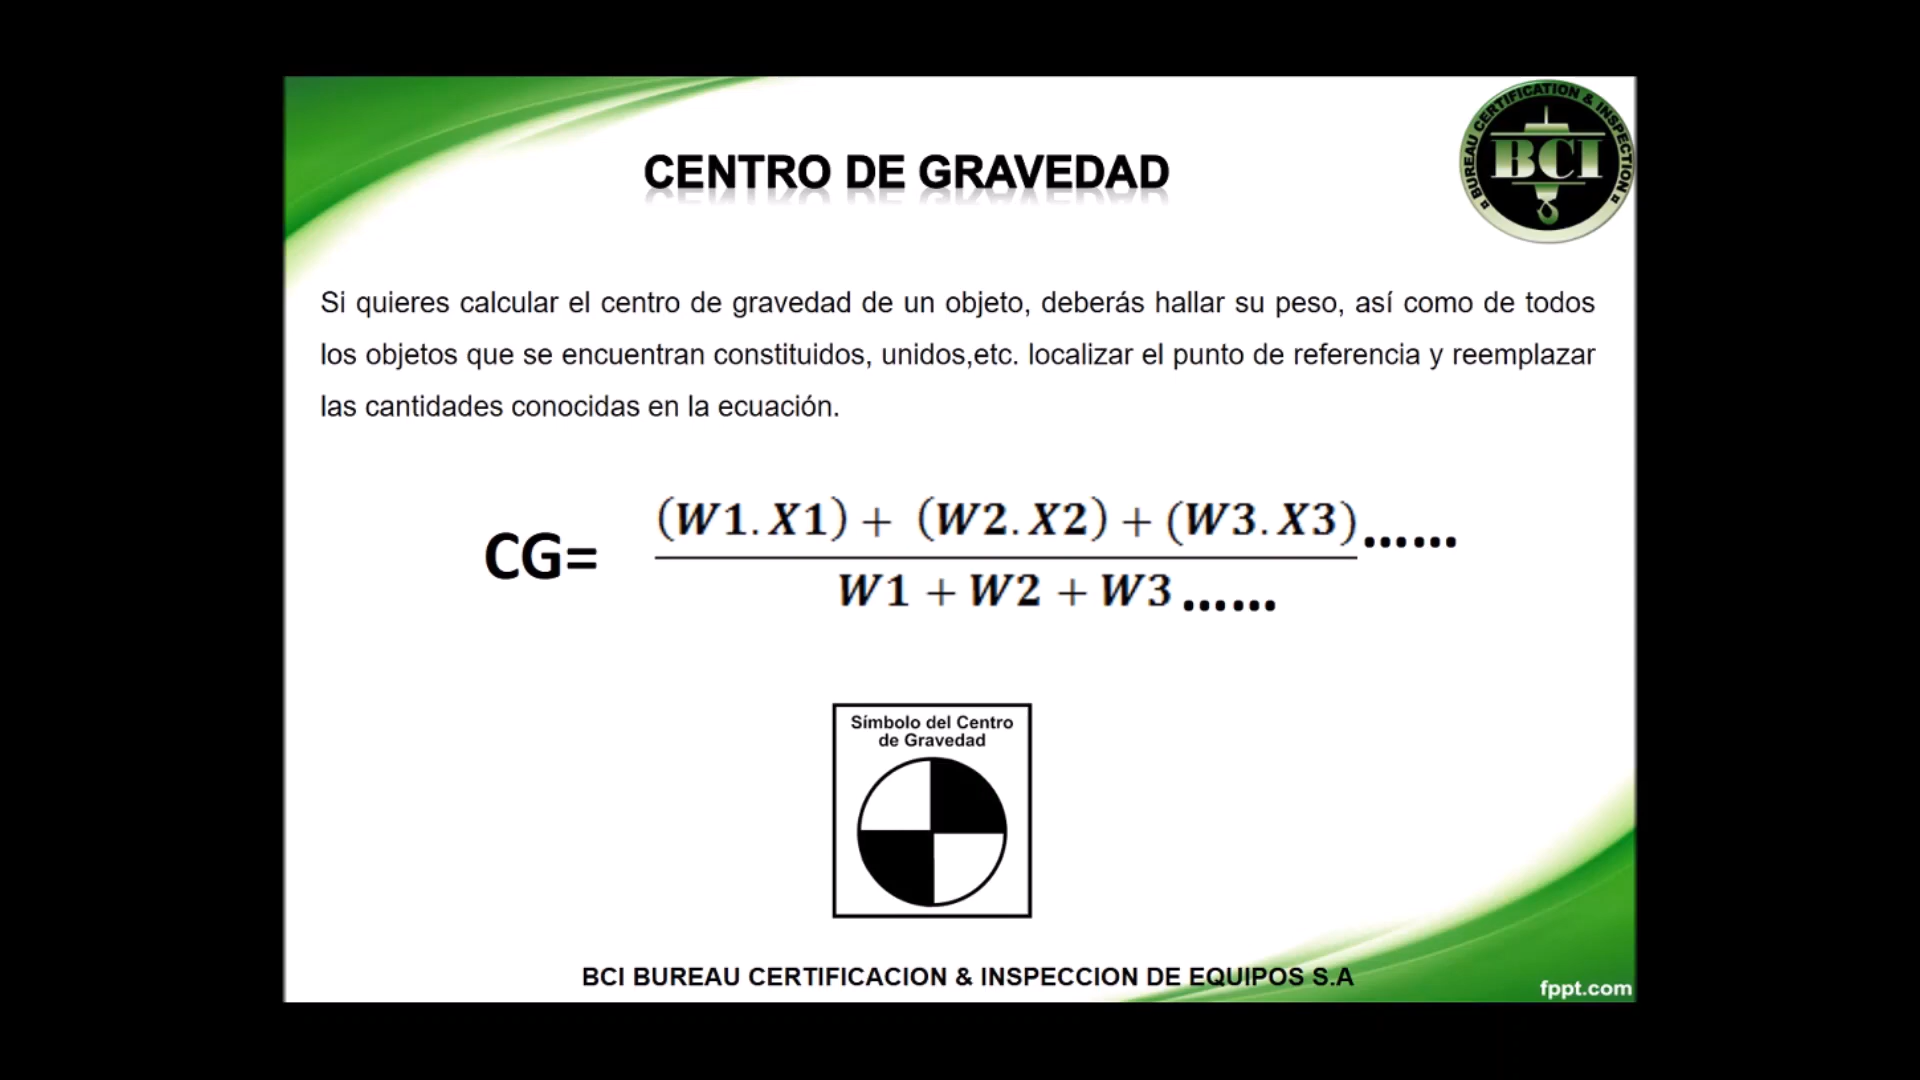 BUREAU CERTIFICATION & INSPECTION
BCI
CENTRO DE GRAVEDAD
Si quieres calcular el centro de gravedad de un objeto, deberás hallar su peso, así como de todos
los objetos que se encuentran constituidos, unidos,etc. localizar el punto de referencia y reemplazar
las cantidades conocidas en la ecuación.
CG=
(W1.X1) + (W2.X2) + (W3.X3)......
W1 + W2 + W3......
Símbolo del Centro
de Gravedad
BCI BUREAU CERTIFICACION & INSPECCION DE EQUIPOS S.A
fppt.com